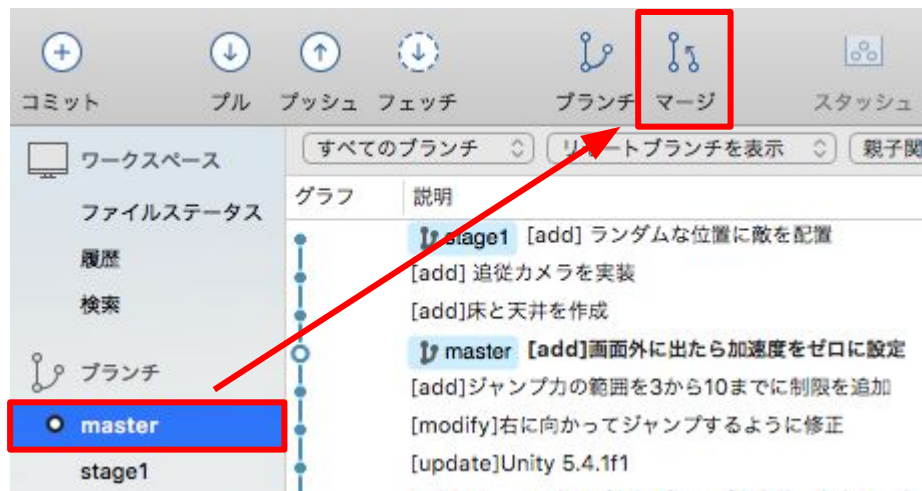 コミット プル プッシュ フェッチ ブランチ マージ スタッシュ
ワークスペース
ファイルステータス
履歴
検索
ブランチ
master
stage1
すべてのブランチ リモートブランチを表示 親子関
グラフ 説明
stage1 [add] ランダムな位置に敵を配置
[add] 追従カメラを実装
[add]床と天井を作成
master [add]画面外に出たら加速度をゼロに設定
[add]ジャンプ力の範囲を3から10までに制限を追加
[modify]右に向かってジャンプするように修正
[update]Unity 5.4.1f1